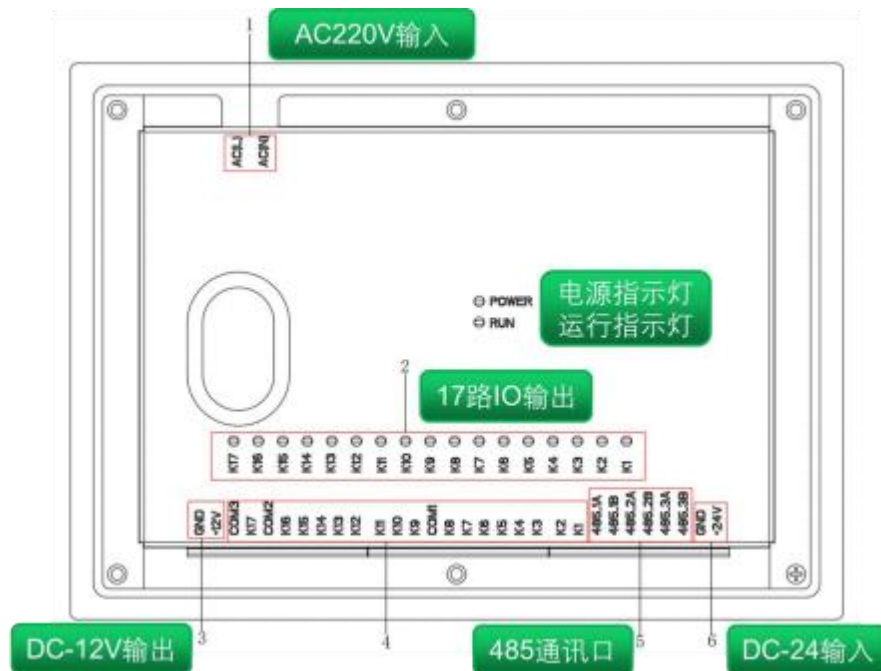 1
AC220V输入
AC(L)
AC(N)
POWER
RUN
电源指示灯
运行指示灯
2
17路IO输出
K17
K16
K15
K14
K13
K12
K11
K10
K9
K8
K7
K6
K5
K4
K3
K2
K1
GND
-12V
COM3
K17
COM2
K16
K15
K14
K13
K12
K11
K10
K9
COM1
K8
K7
K6
K5
K4
K3
K2
K1
485.1A
485.1B
485.2A
485.2B
485.3A
485.3B
GND
-24V
3
4
5
6
DC-12V输出
485通讯口
DC-24输入